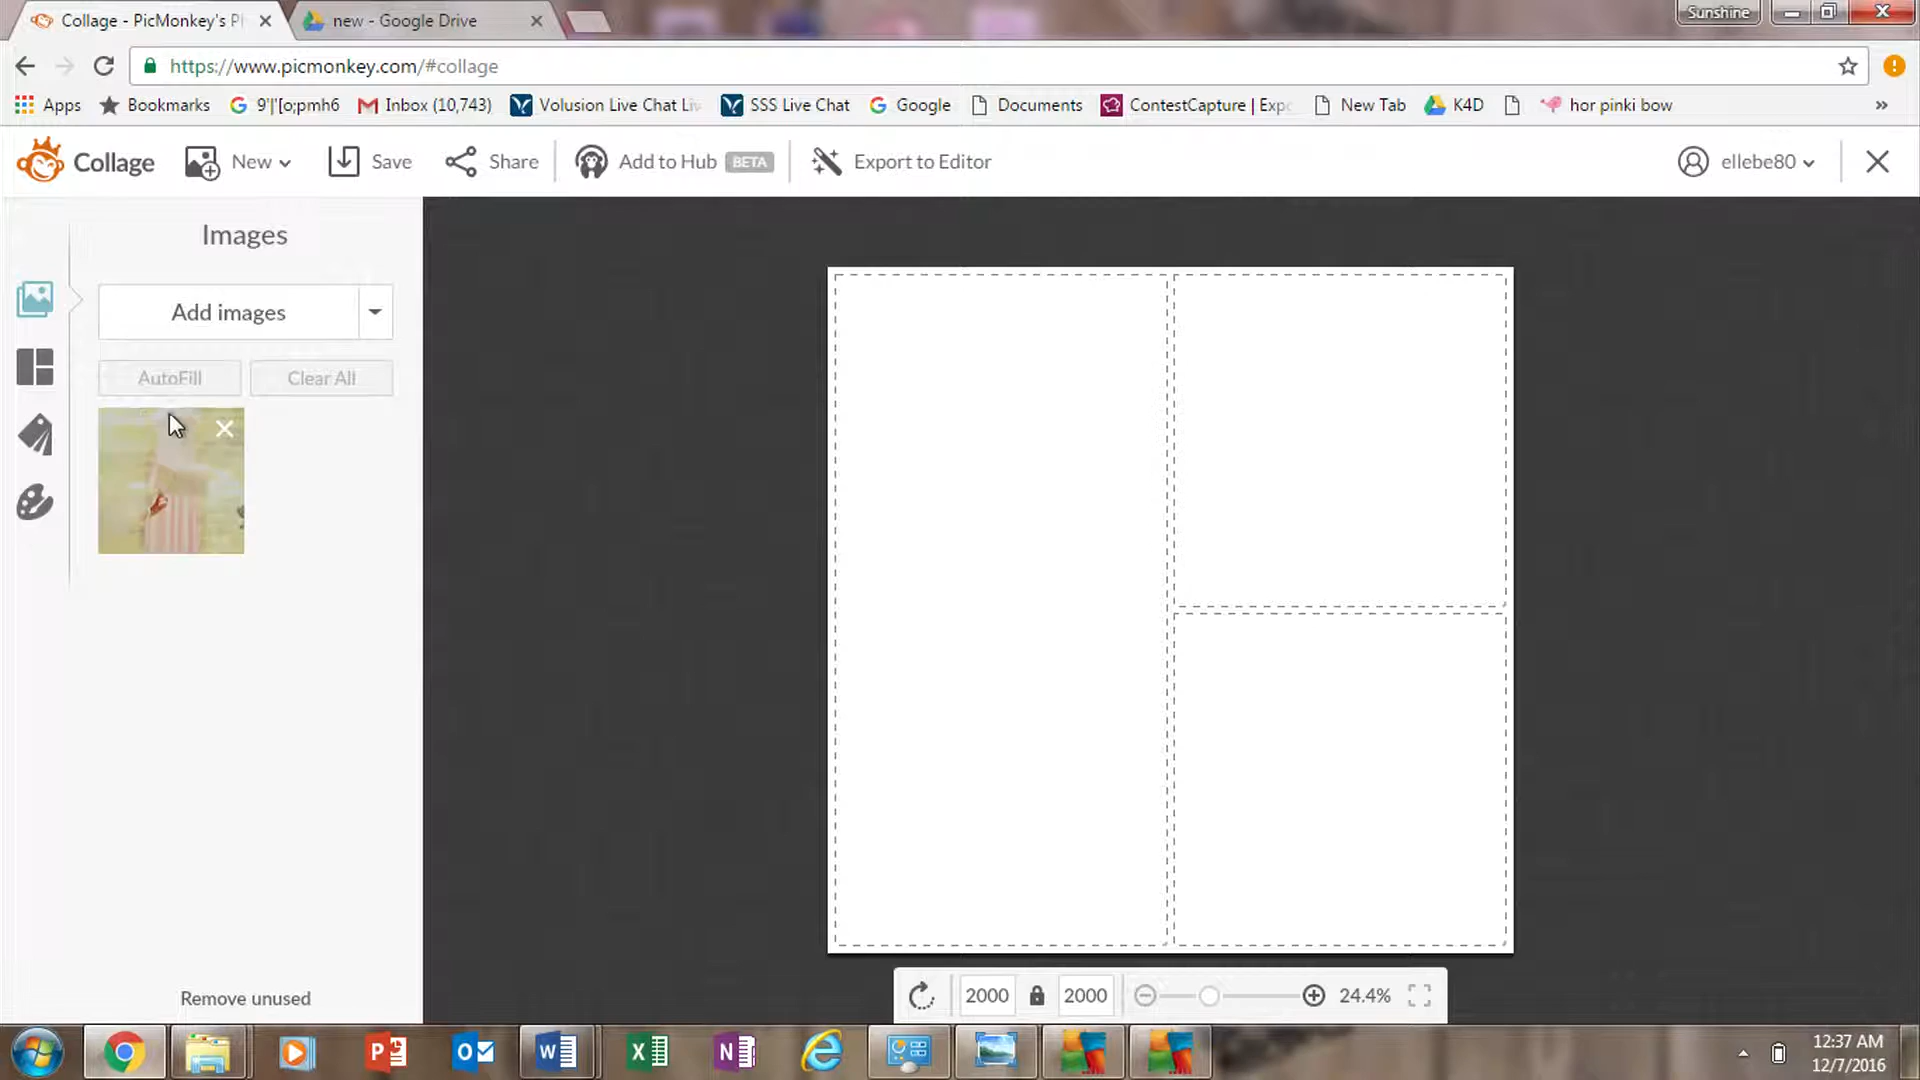 Collage - PicMonkey's P
new - Google Drive
Sunshine
https://www.picmonkey.com/#collage
Apps
Bookmarks
9'|'[o;pmh6
Inbox (10,743)
Volusion Live Chat Li
SSS Live Chat
Google
Documents
ContestCapture | Exp
New Tab
K4D
hor pinki bow
»
Collage
New
Save
Share
Add to Hub BETA
Export to Editor
ellebe80
Images
Add images
AutoFill
Clear All
Remove unused
2000
2000
24.4%
12:37 AM
12/7/2016